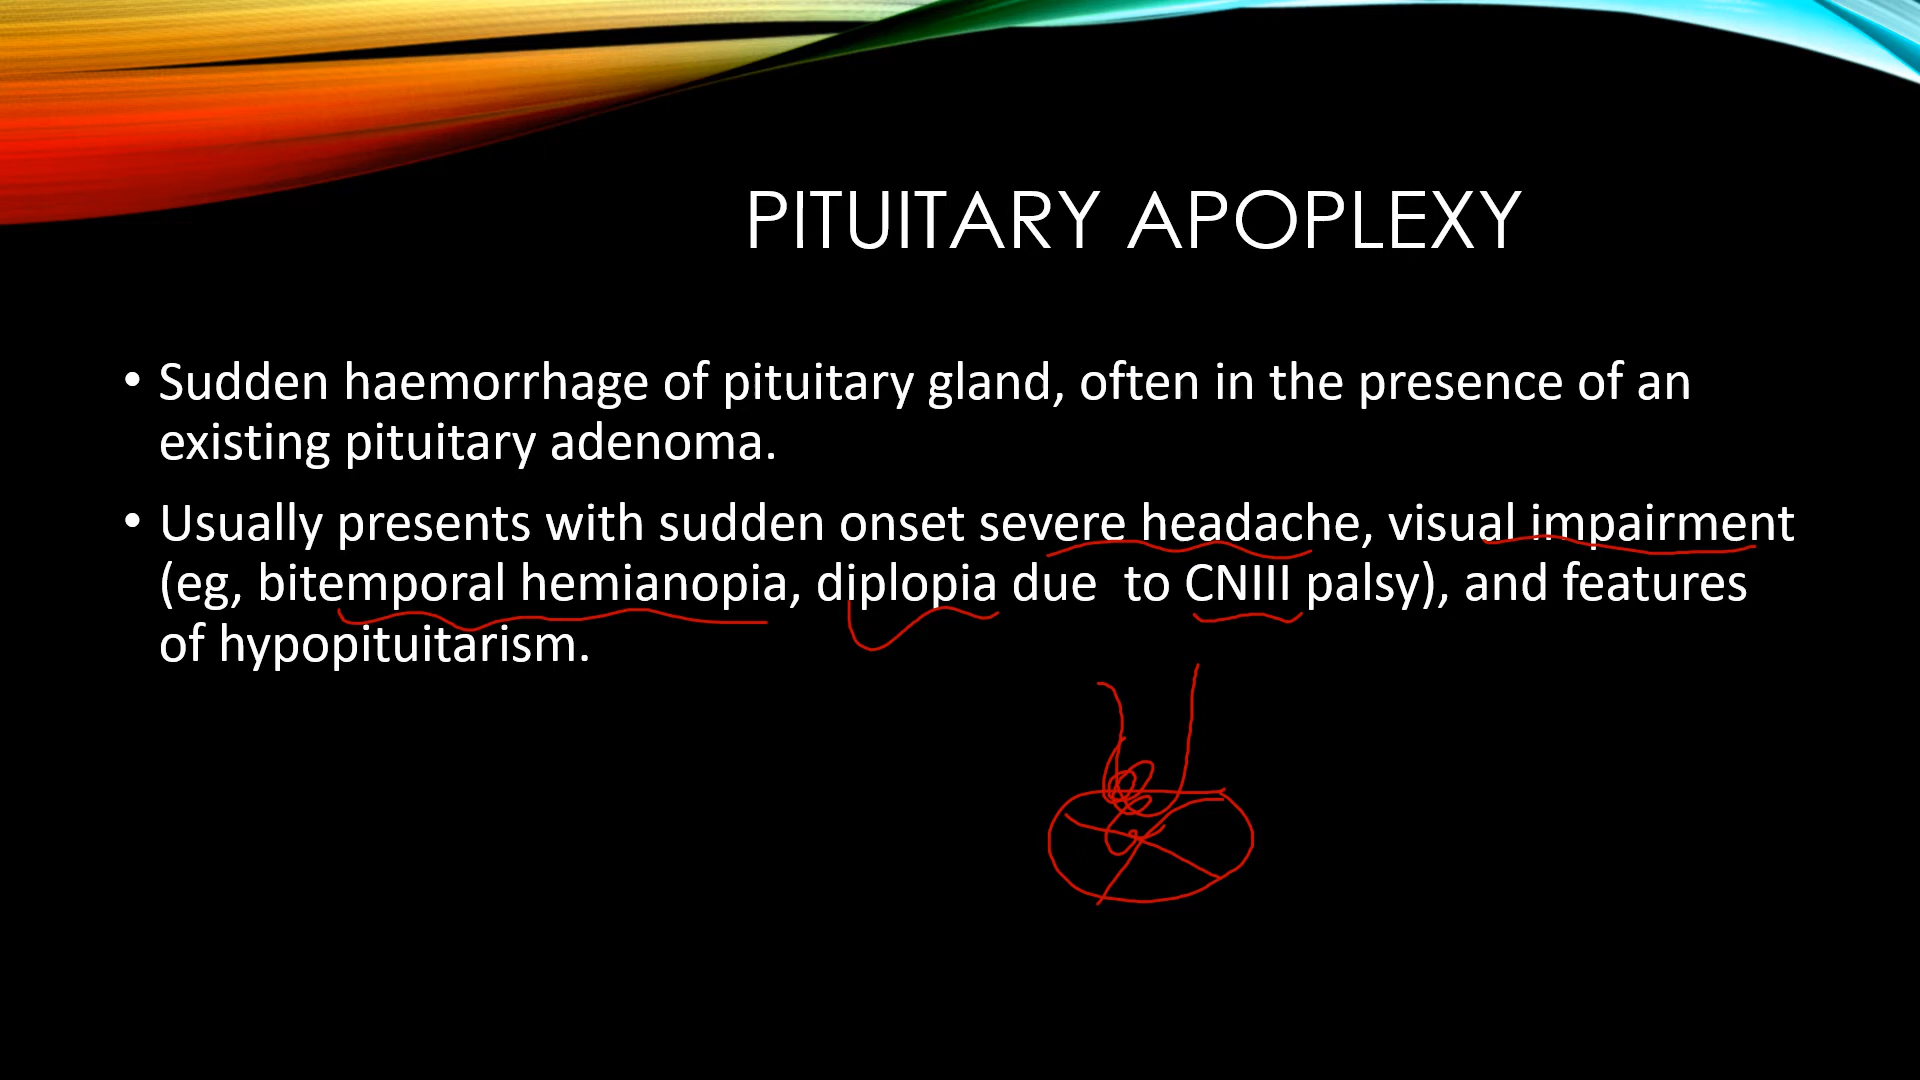 PITUITARY APOPLEXY
• Sudden haemorrhage of pituitary gland, often in the presence of an
existing pituitary adenoma.
• Usually presents with sudden onset severe headache, visual impairment
(eg, bitemporal hemianopia, diplopia due  to CNIII palsy), and features
of hypopituitarism.